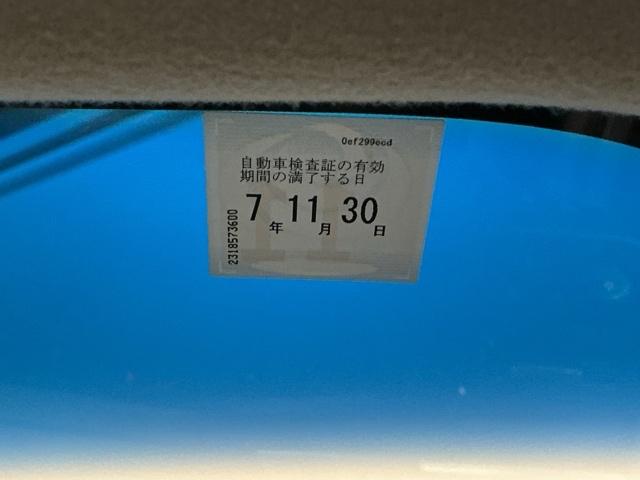 0ef299ecd
自動車検査証の有効
期間の満了する日
7年11月30日
2318573600